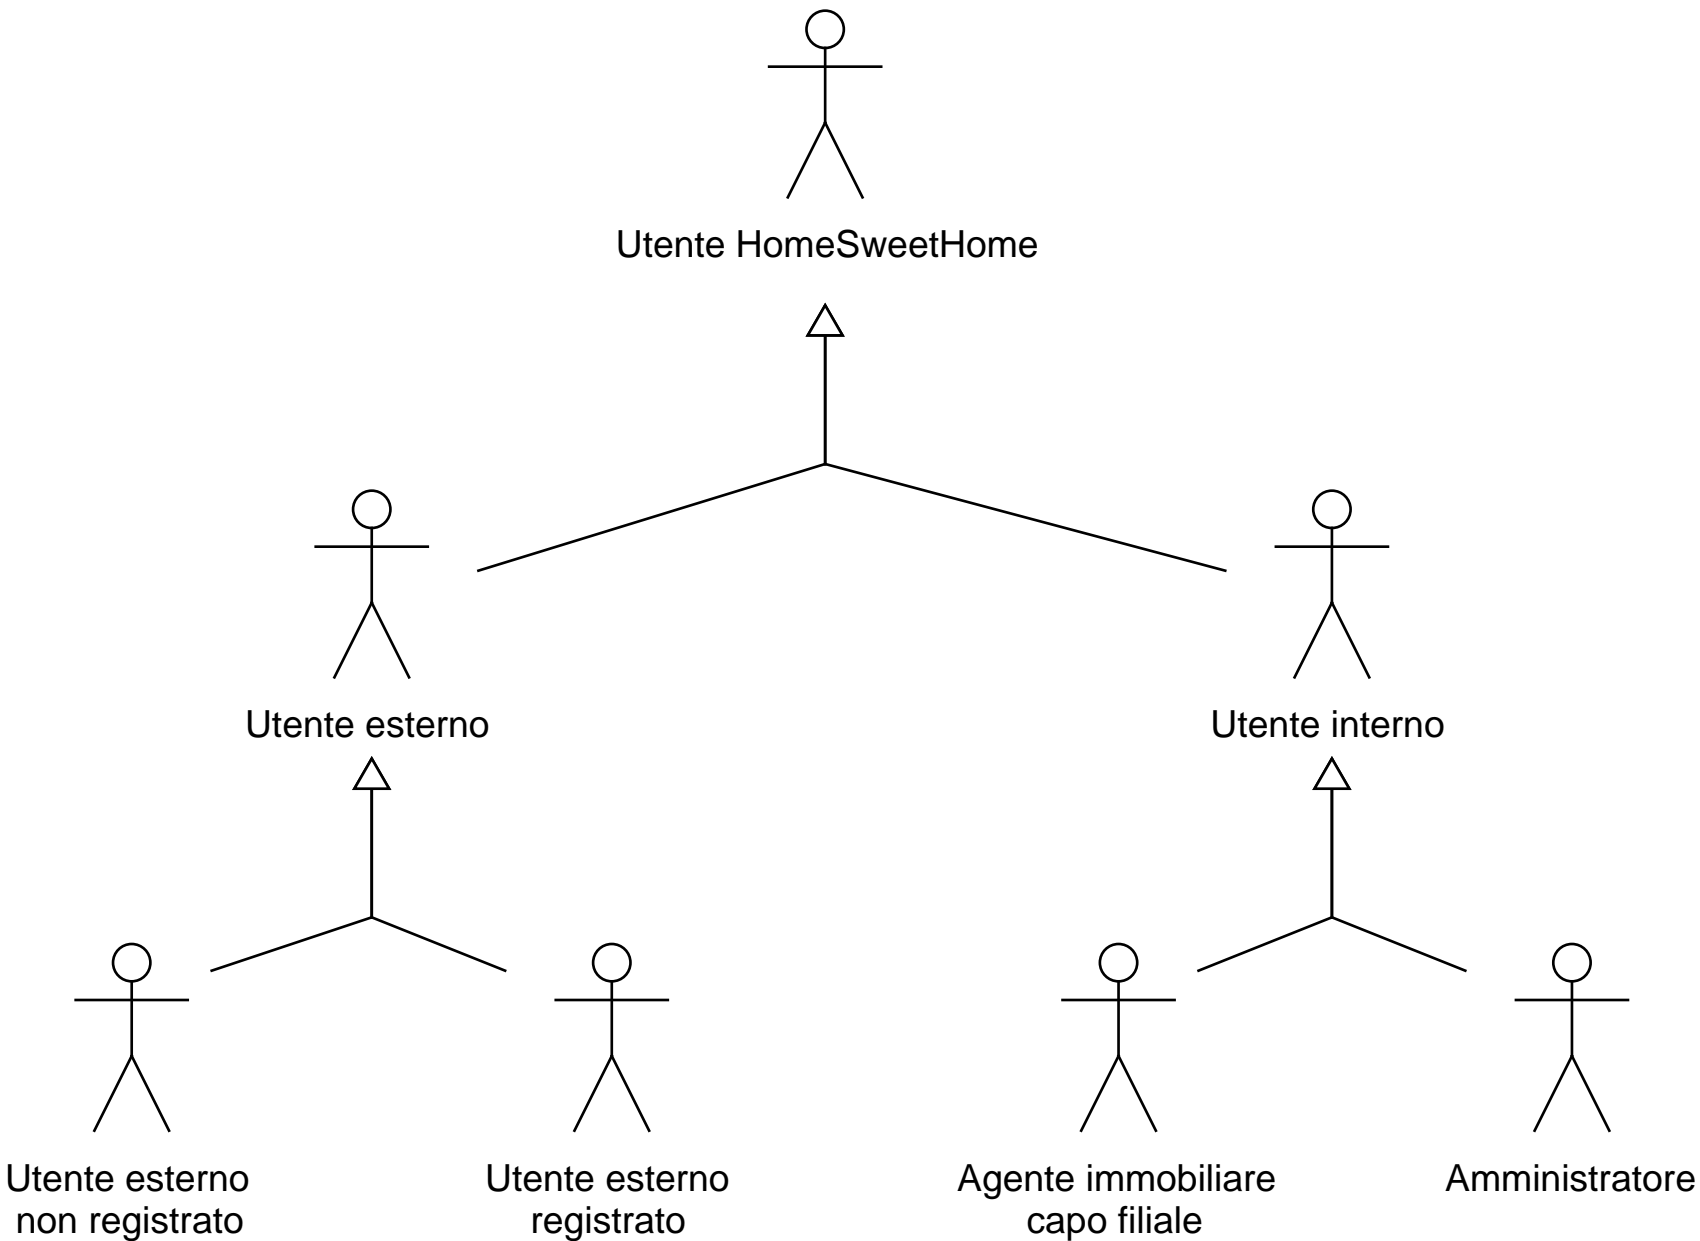 Utente HomeSweetHome
Utente esterno
Utente interno
Utente esterno
non registrato
Utente esterno
registrato
Agente immobiliare
capo filiale
Amministratore